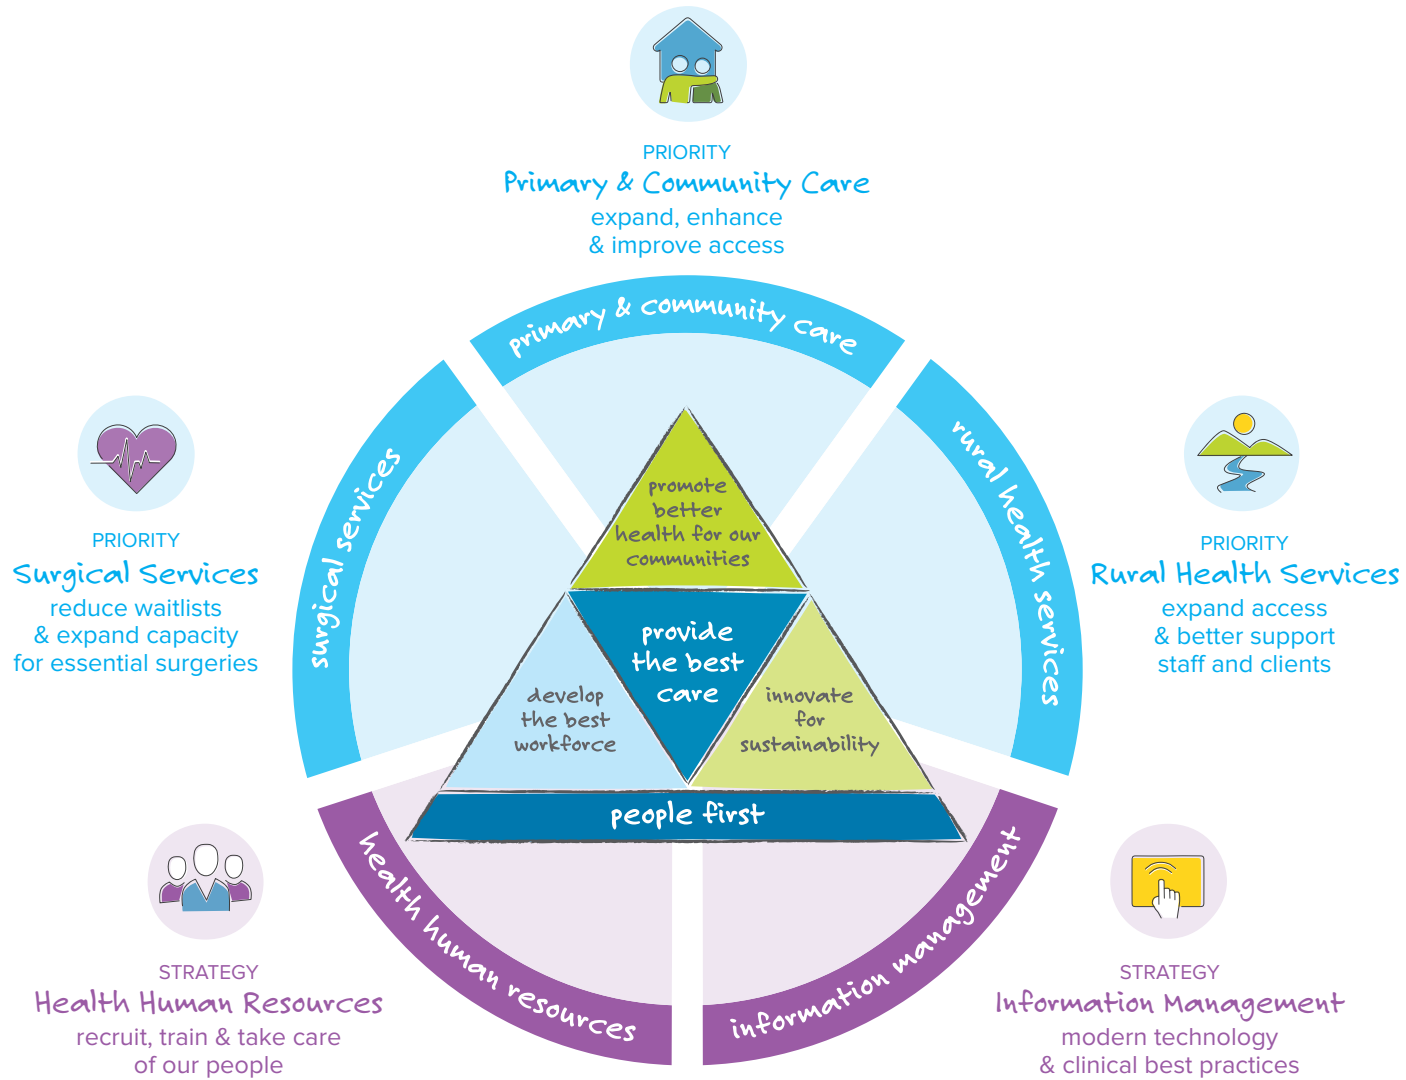 PRIORITY
Primary & Community Care
expand, enhance
& improve access
primary & community care
surgical services
rural health services
PRIORITY
Surgical Services
reduce waitlists
& expand capacity
for essential surgeries
PRIORITY
Rural Health Services
expand access
& better support
staff and clients
promote
better
health for our
communities
provide
the best
care
develop
the best
workforce
innovate
for
sustainability
people first
health human resources
information management
STRATEGY
Health Human Resources
recruit, train & take care
of our people
STRATEGY
Information Management
modern technology
& clinical best practices